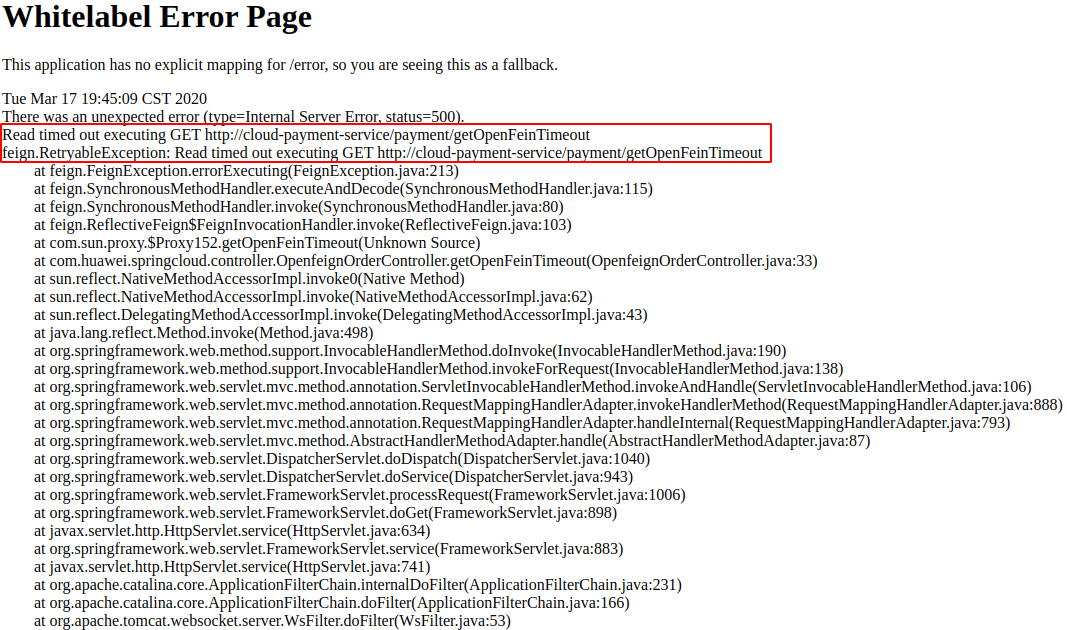 Whitelabel Error Page
This application has no explicit mapping for /error, so you are seeing this as a fallback.
Tue Mar 17 19:45:09 CST 2020
There was an unexpected error (type=Internal Server Error, status=500).
Read timed out executing GET http://cloud-payment-service/payment/getOpenFeinTimeout
feign.RetryableException: Read timed out executing GET http://cloud-payment-service/payment/getOpenFeinTimeout
at feign.FeignException.errorExecuting(FeignException.java:213)
at feign.SynchronousMethodHandler.executeAndDecode(SynchronousMethodHandler.java:115)
at feign.SynchronousMethodHandler.invoke(SynchronousMethodHandler.java:80)
at feign.ReflectiveFeign$FeignInvocationHandler.invoke(ReflectiveFeign.java:103)
at com.sun.proxy.$Proxy152.getOpenFeinTimeout(Unknown Source)
at com.huawei.springcloud.controller.OpenfeignOrderController.getOpenFeinTimeout(OpenfeignOrderController.java:33)
at sun.reflect.NativeMethodAccessorImpl.invoke0(Native Method)
at sun.reflect.NativeMethodAccessorImpl.invoke(NativeMethodAccessorImpl.java:62)
at sun.reflect.DelegatingMethodAccessorImpl.invoke(DelegatingMethodAccessorImpl.java:43)
at java.lang.reflect.Method.invoke(Method.java:498)
at org.springframework.web.method.support.InvocableHandlerMethod.doInvoke(InvocableHandlerMethod.java:190)
at org.springframework.web.method.support.InvocableHandlerMethod.invokeForRequest(InvocableHandlerMethod.java:138)
at org.springframework.web.servlet.mvc.method.annotation.ServletInvocableHandlerMethod.invokeAndHandle(ServletInvocableHandlerMethod.java:106)
at org.springframework.web.servlet.mvc.method.annotation.RequestMappingHandlerAdapter.invokeHandlerMethod(RequestMappingHandlerAdapter.java:888)
at org.springframework.web.servlet.mvc.method.annotation.RequestMappingHandlerAdapter.handleInternal(RequestMappingHandlerAdapter.java:793)
at org.springframework.web.servlet.mvc.method.AbstractHandlerMethodAdapter.handle(AbstractHandlerMethodAdapter.java:87)
at org.springframework.web.servlet.DispatcherServlet.doDispatch(DispatcherServlet.java:1040)
at org.springframework.web.servlet.DispatcherServlet.doService(DispatcherServlet.java:943)
at org.springframework.web.servlet.FrameworkServlet.processRequest(FrameworkServlet.java:1006)
at org.springframework.web.servlet.FrameworkServlet.doGet(FrameworkServlet.java:898)
at javax.servlet.http.HttpServlet.service(HttpServlet.java:634)
at org.springframework.web.servlet.FrameworkServlet.service(FrameworkServlet.java:883)
at javax.servlet.http.HttpServlet.service(HttpServlet.java:741)
at org.apache.catalina.core.ApplicationFilterChain.internalDoFilter(ApplicationFilterChain.java:231)
at org.apache.catalina.core.ApplicationFilterChain.doFilter(ApplicationFilterChain.java:166)
at org.apache.tomcat.websocket.server.WsFilter.doFilter(WsFilter.java:53)